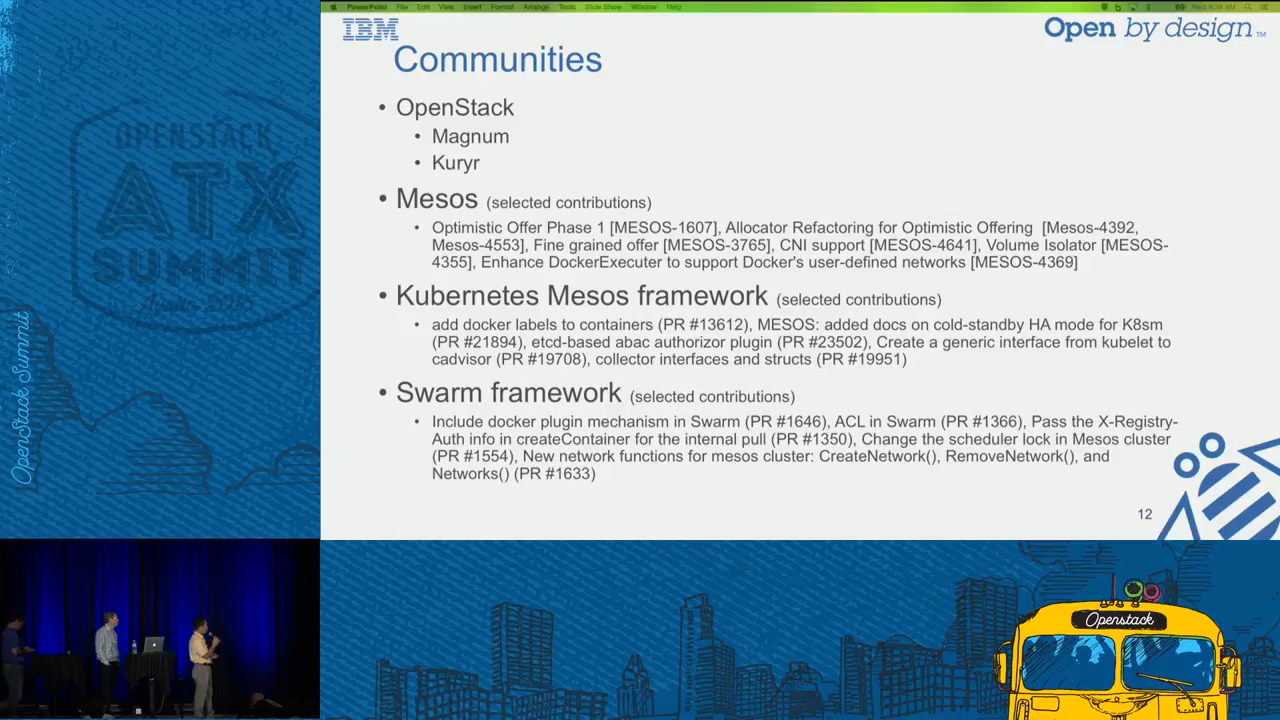 PowerPoint File Edit View Insert Format Arrange Tools Slide Show Window Help
Wed 9:38 AM
IBM
Open by design™
Communities
• OpenStack
• Magnum
• Kuryr
• Mesos (selected contributions)
• Optimistic Offer Phase 1 [MESOS-1607], Allocator Refactoring for Optimistic Offering [Mesos-4392,
Mesos-4553], Fine grained offer [MESOS-3765], CNI support [MESOS-4641], Volume Isolator [MESOS-
4355], Enhance DockerExecuter to support Docker's user-defined networks [MESOS-4369]
• Kubernetes Mesos framework (selected contributions)
• add docker labels to containers (PR #13612), MESOS: added docs on cold-standby HA mode for K8sm
(PR #21894), etcd-based abac authorizor plugin (PR #23502), Create a generic interface from kubelet to
cadvisor (PR #19708), collector interfaces and structs (PR #19951)
• Swarm framework (selected contributions)
• Include docker plugin mechanism in Swarm (PR #1646), ACL in Swarm (PR #1366), Pass the X-Registry-
Auth info in createContainer for the internal pull (PR #1350), Change the scheduler lock in Mesos cluster
(PR #1554), New network functions for mesos cluster: CreateNetwork(), RemoveNetwork(), and
Networks() (PR #1633)
12
OPENSTACK
ATX
SUMMIT
OpenStack Summit
Openstack